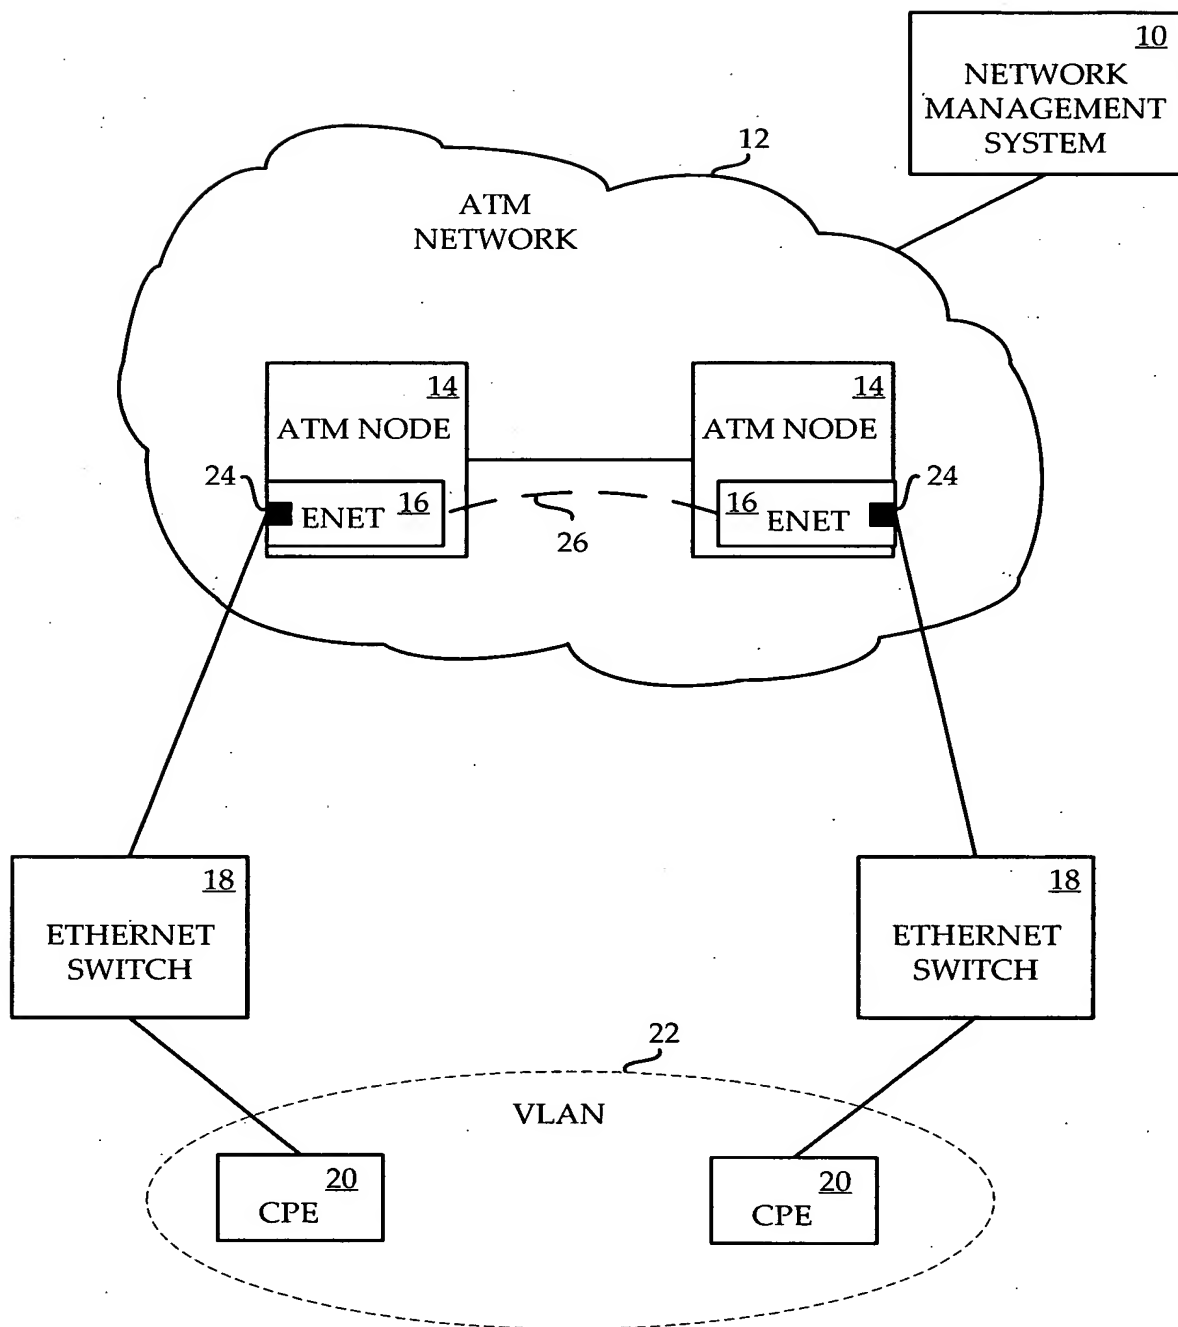 10
NETWORK
MANAGEMENT
SYSTEM
12
ATM
NETWORK
14
ATM NODE
14
ATM NODE
24
16
ENET
26
16
ENET
24
18
ETHERNET
SWITCH
18
ETHERNET
SWITCH
22
VLAN
20
CPE
20
CPE